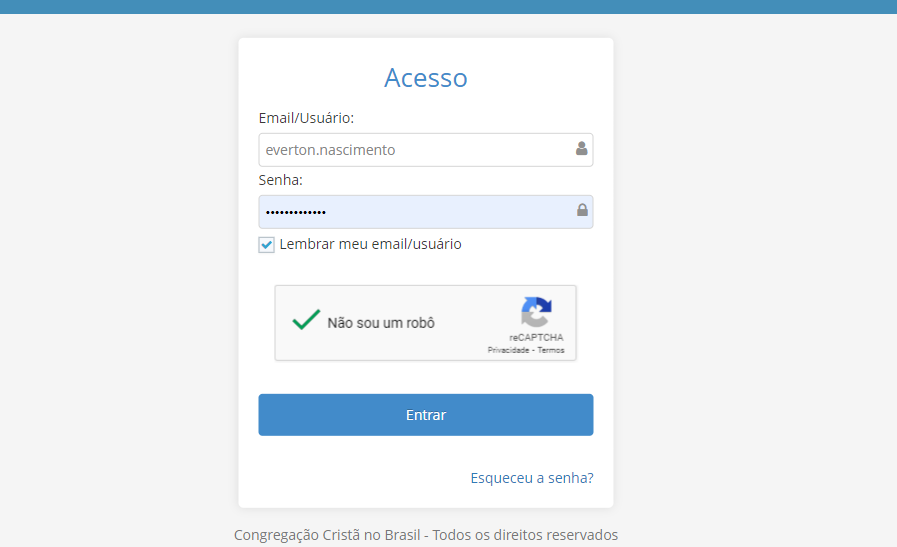 Acesso
Email/Usuário:
everton.nascimento
Senha:
•••••••••••••
Lembrar meu email/usuário
Não sou um robô
reCAPTCHA
Privacidade - Termos
Entrar
Esqueceu a senha?
Congregação Cristã no Brasil - Todos os direitos reservados